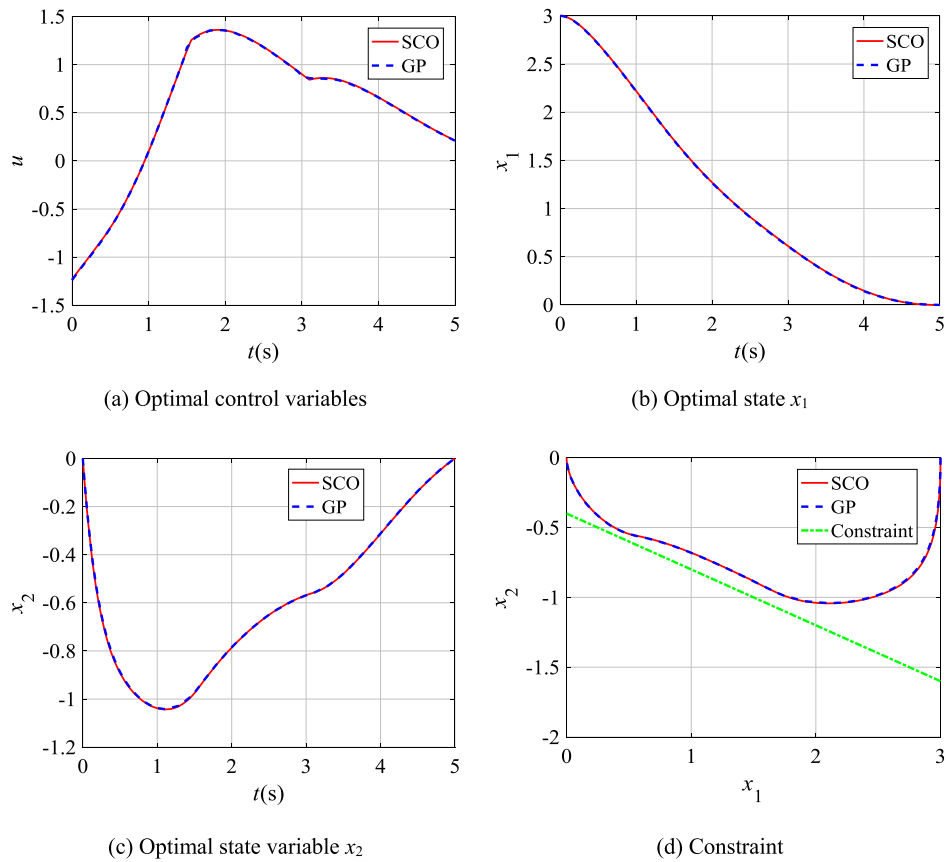 1.5
1
0.5
0
-0.5
-1
-1.5
u
SCO
GP
0 1 2 3 4 5
t(s)
(a) Optimal control variables
3
2.5
2
1.5
1
0.5
0
x1
SCO
GP
0 1 2 3 4 5
t(s)
(b) Optimal state x1
0
-0.2
-0.4
-0.6
-0.8
-1
-1.2
x2
SCO
GP
0 1 2 3 4 5
t(s)
(c) Optimal state variable x2
0
-0.5
-1
-1.5
-2
x2
SCO
GP
Constraint
0 1 2 3
x1
(d) Constraint